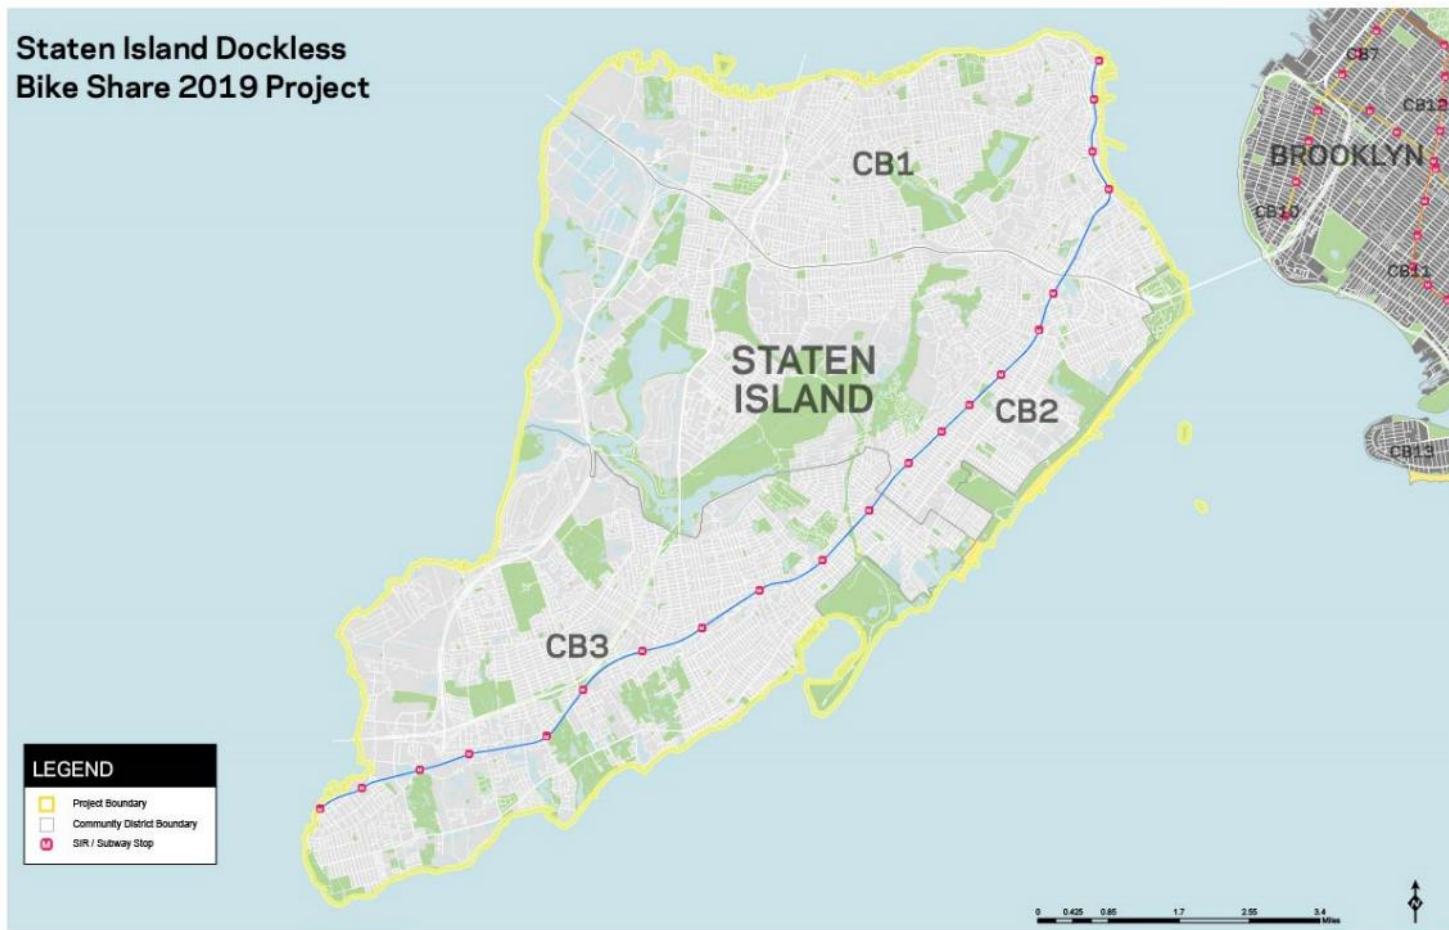 Staten Island Dockless
Bike Share 2019 Project
CB7
CB12
BROOKLYN
CB1
CB10
CB11
STATEN
ISLAND
CB2
CB13
CB3
LEGEND
Project Boundary
Community District Boundary
M SIR / Subway Stop
0 0.425 0.85 1.7 2.55 3.4
Miles
N